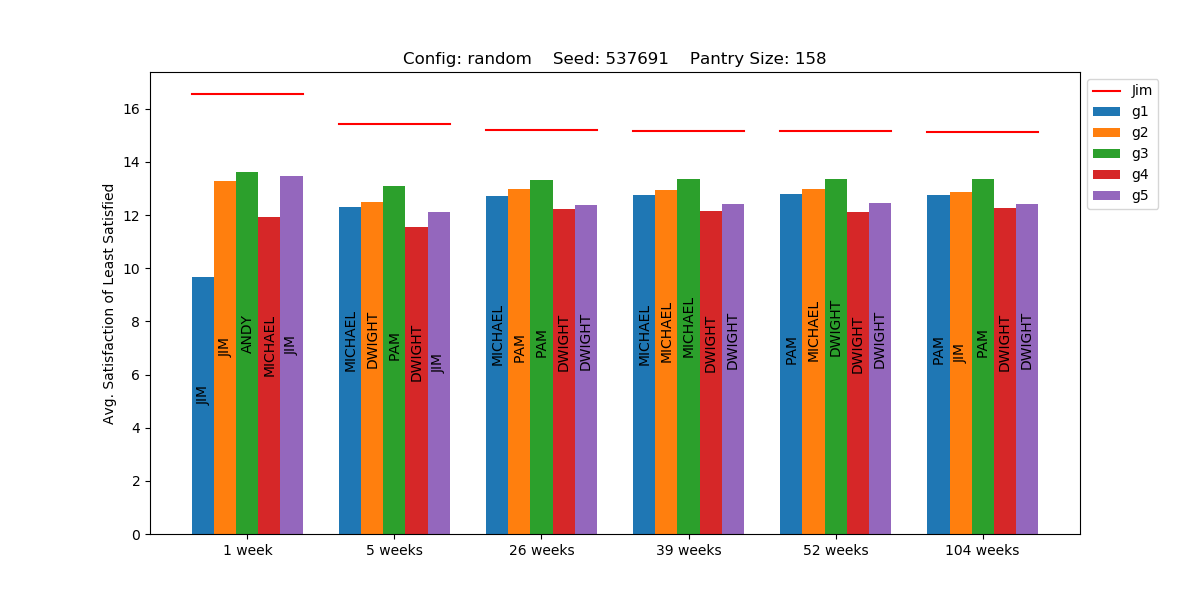 Config: random    Seed: 537691    Pantry Size: 158
Avg. Satisfaction of Least Satisfied
16
14
12
10
8
6
4
2
0
JIM
JIM
ANDY
MICHAEL
JIM
MICHAEL
DWIGHT
PAM
DWIGHT
JIM
MICHAEL
PAM
PAM
DWIGHT
DWIGHT
MICHAEL
MICHAEL
MICHAEL
DWIGHT
DWIGHT
PAM
MICHAEL
DWIGHT
DWIGHT
DWIGHT
PAM
JIM
PAM
DWIGHT
DWIGHT
1 week
5 weeks
26 weeks
39 weeks
52 weeks
104 weeks
Jim
g1
g2
g3
g4
g5